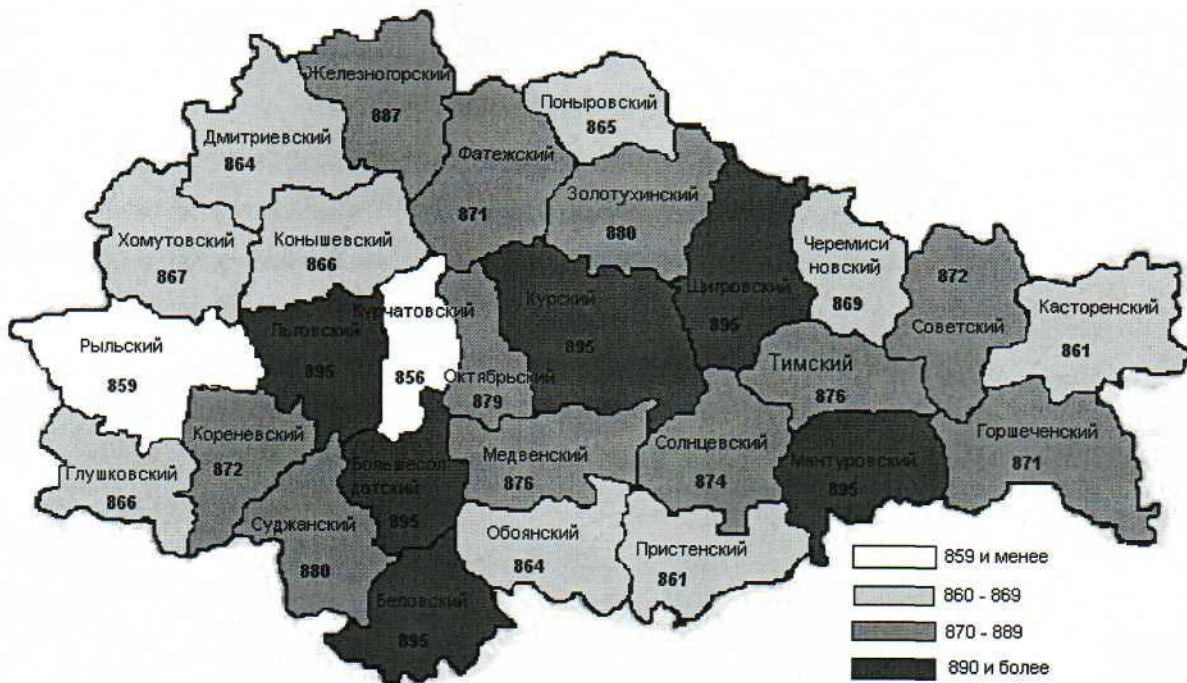 Железногорский
887
Поныровский
865
Дмитриевский
864
Фатежский
871
Золотухинский
880
Хомутовский
867
Конышевский
866
Черемиси
новский
869
872
Советский
Касторенский
861
Курчатовский
856
Курский
895
Щигровский
895
Рыльский
859
Льговский
895
Октябрьский
879
Тимский
876
Кореневский
872
Глушковский
866
Большесол
датский
895
Медвенский
876
Солнцевский
874
Мантуровский
895
Горшеченский
871
Суджанский
880
Обоянский
864
Пристенский
861
Беловский
895
859 и менее
860 - 869
870 - 889
890 и более